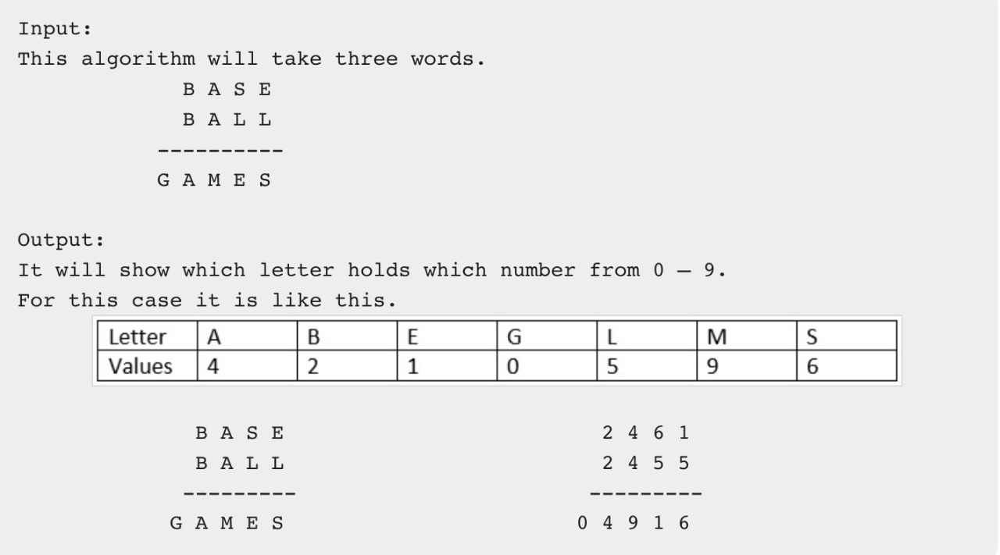 Input:
This algorithm will take three words.
B A S E
B A L L
----------
G A M E S
Output:
It will show which letter holds which number from 0 – 9.
For this case it is like this.
Letter A B E G L M S
Values 4 2 1 0 5 9 6
B A S E 2 4 6 1
B A L L 2 4 5 5
--------- ---------
G A M E S 0 4 9 1 6